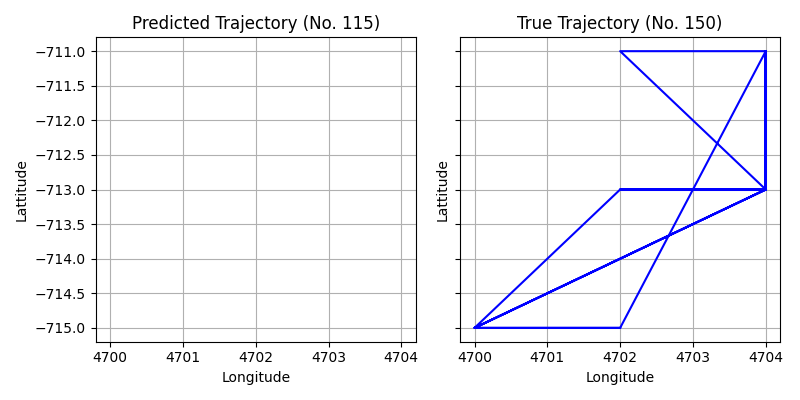 Predicted Trajectory (No. 115)
Lattitude
−711.0
−711.5
−712.0
−712.5
−713.0
−713.5
−714.0
−714.5
−715.0
4700 4701 4702 4703 4704
Longitude
True Trajectory (No. 150)
Lattitude
4700 4701 4702 4703 4704
Longitude